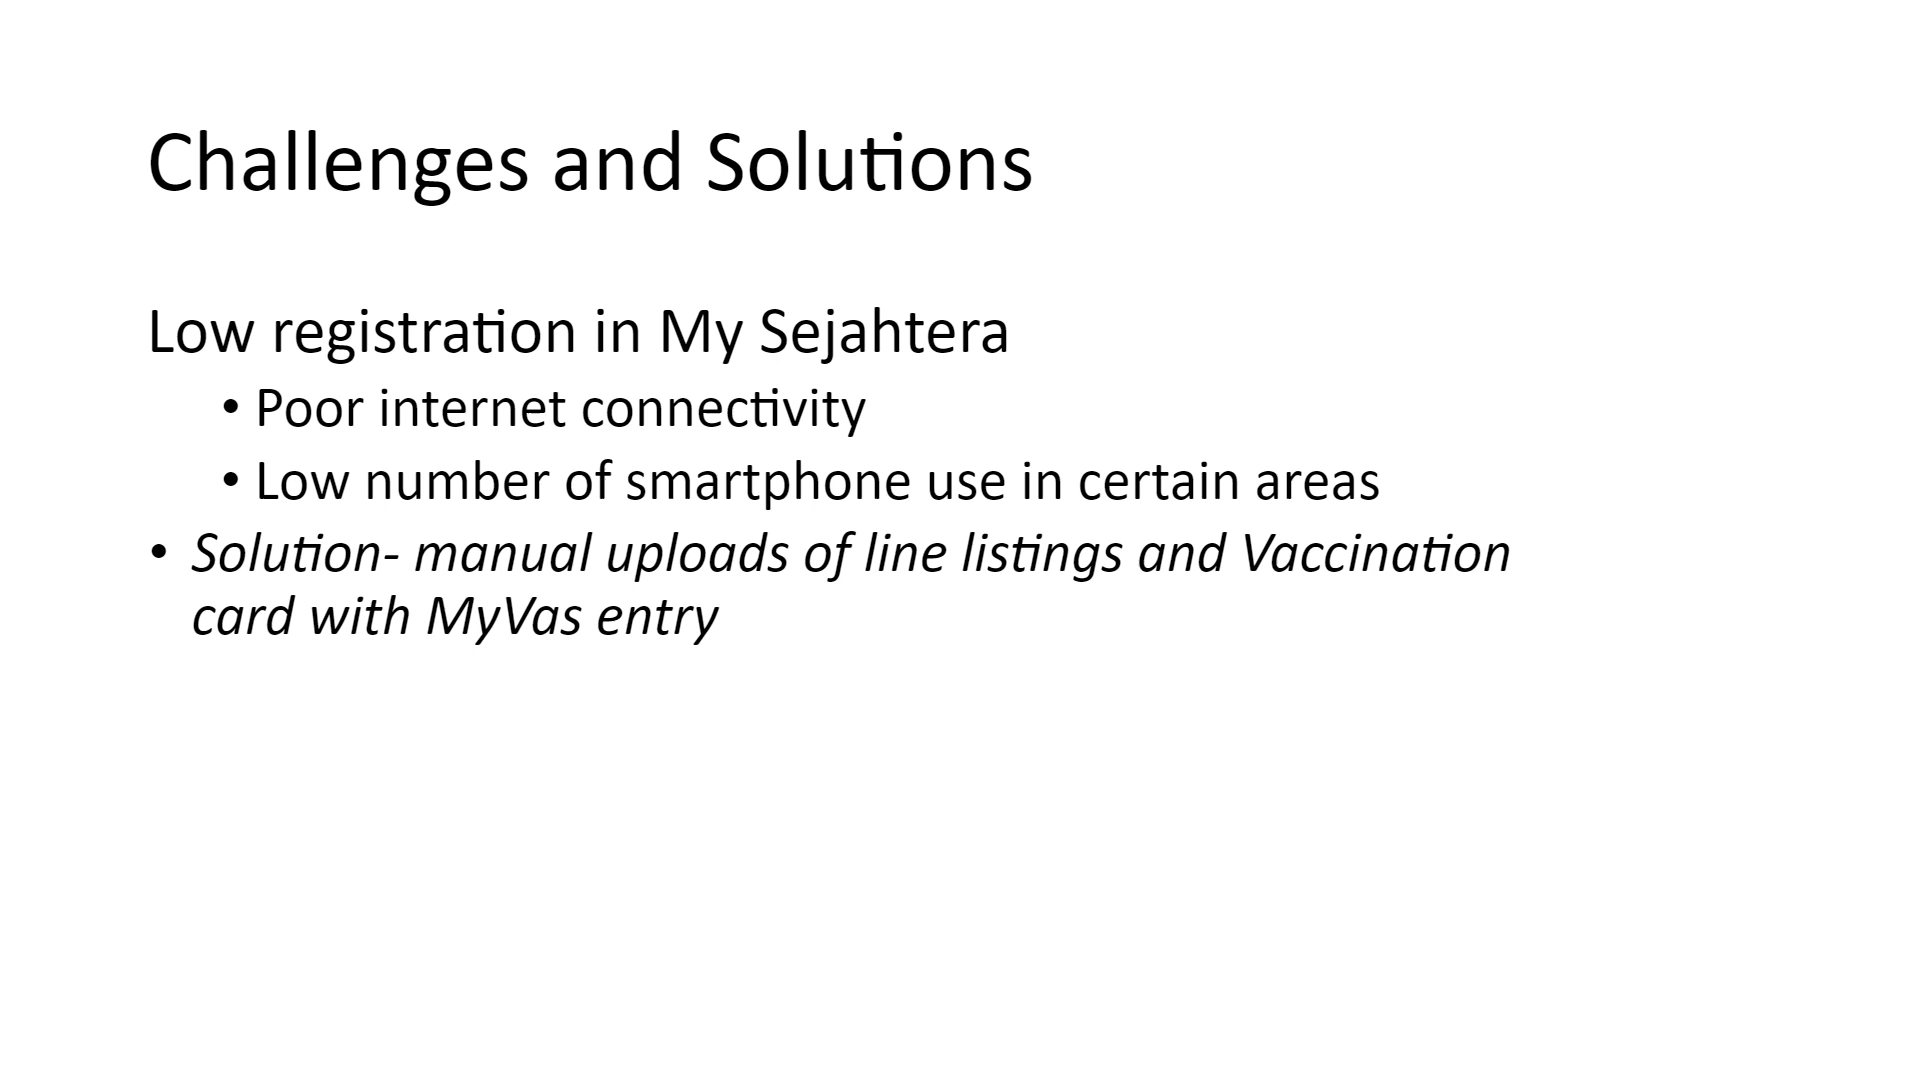 Challenges and Solutions
Low registration in My Sejahtera
• Poor internet connectivity
• Low number of smartphone use in certain areas
• Solution- manual uploads of line listings and Vaccination
card with MyVas entry